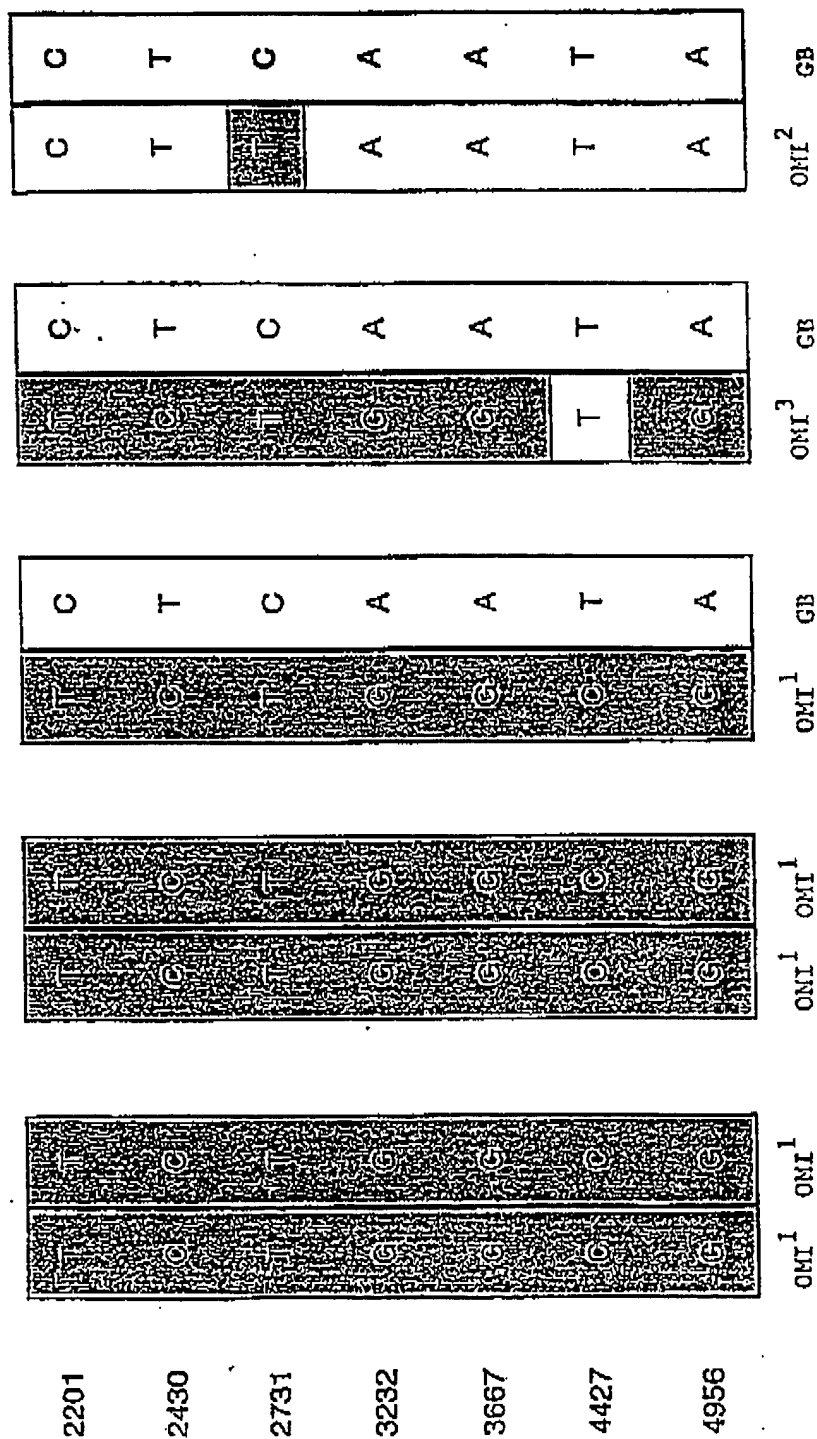 2201 T T T T T C T C C C
2430 C C C C C T C T T T
2731 T T T T T C T C T C
3232 G G G G G A G A A A
3667 G G G G G A G A A A
4427 C C C C C T T T T T
4956 G G G G G A G A A A
OMI¹ OMI¹ OMI¹ OMI¹ OMI¹ GB OMI³ GB OMI² GB